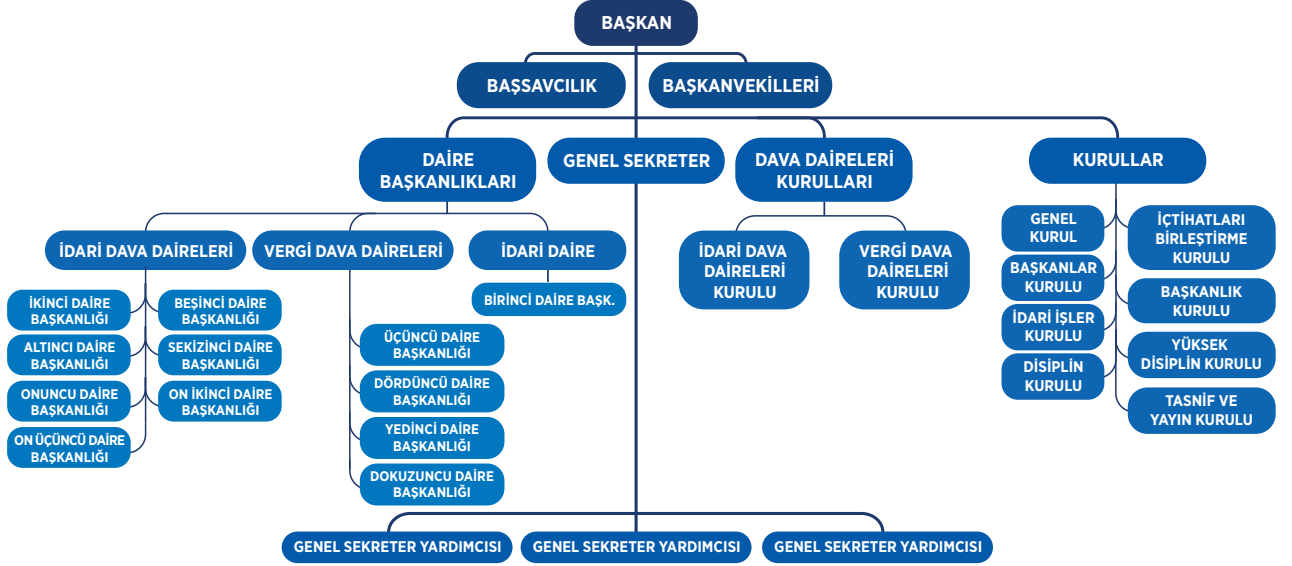 BAŞKAN
BAŞSAVCILIK
BAŞKANVEKİLLERİ
DAİRE
BAŞKANLIKLARI
GENEL SEKRETER
DAVA DAİRELERİ
KURULLARI
KURULLAR
İDARİ DAVA DAİRELERİ
İKİNCİ DAİRE
BAŞKANLIĞI
BEŞİNCİ DAİRE
BAŞKANLIĞI
ALTINCI DAİRE
BAŞKANLIĞI
SEKİZİNCİ DAİRE
BAŞKANLIĞI
ONUNCU DAİRE
BAŞKANLIĞI
ON İKİNCİ DAİRE
BAŞKANLIĞI
ON ÜÇÜNCÜ DAİRE
BAŞKANLIĞI
VERGİ DAVA DAİRELERİ
ÜÇÜNCÜ DAİRE
BAŞKANLIĞI
DÖRDÜNCÜ DAİRE
BAŞKANLIĞI
YEDİNCİ DAİRE
BAŞKANLIĞI
DOKUZUNCU DAİRE
BAŞKANLIĞI
İDARİ DAİRE
BİRİNCİ DAİRE BAŞK.
İDARİ DAVA
DAİRELERİ
KURULU
VERGİ DAVA
DAİRELERİ
KURULU
GENEL
KURUL
İÇTİHATLARI
BİRLEŞTİRME
KURULU
BAŞKANLAR
KURULU
BAŞKANLIK
KURULU
İDARİ İŞLER
KURULU
YÜKSEK
DİSİPLİN KURULU
DİSİPLİN
KURULU
TASNİF VE
YAYIN KURULU
GENEL SEKRETER YARDIMCISI
GENEL SEKRETER YARDIMCISI
GENEL SEKRETER YARDIMCISI